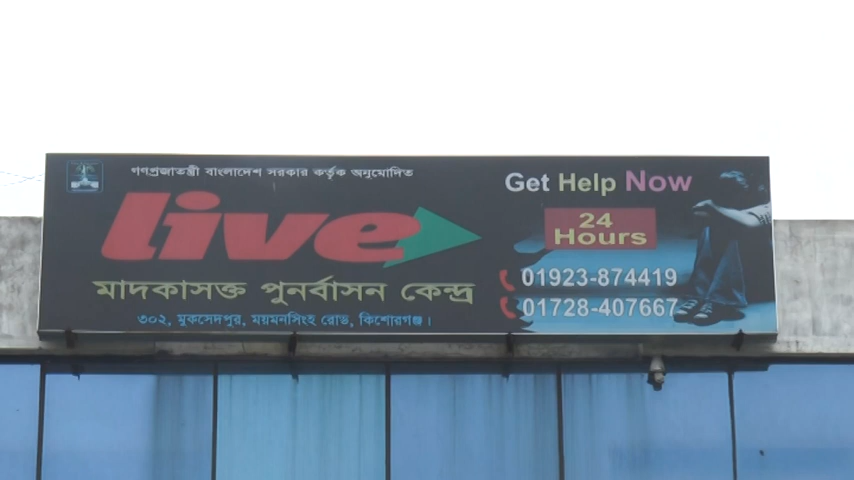 গণপ্রজাতন্ত্রী বাংলাদেশ সরকার কর্তৃক অনুমোদিত
live
মাদকাসক্ত পুনর্বাসন কেন্দ্র
৩০২, মুকসেদপুর, ময়মনসিংহ রোড, কিশোরগঞ্জ।
Get Help Now
24
Hours
01923-874419
01728-407667